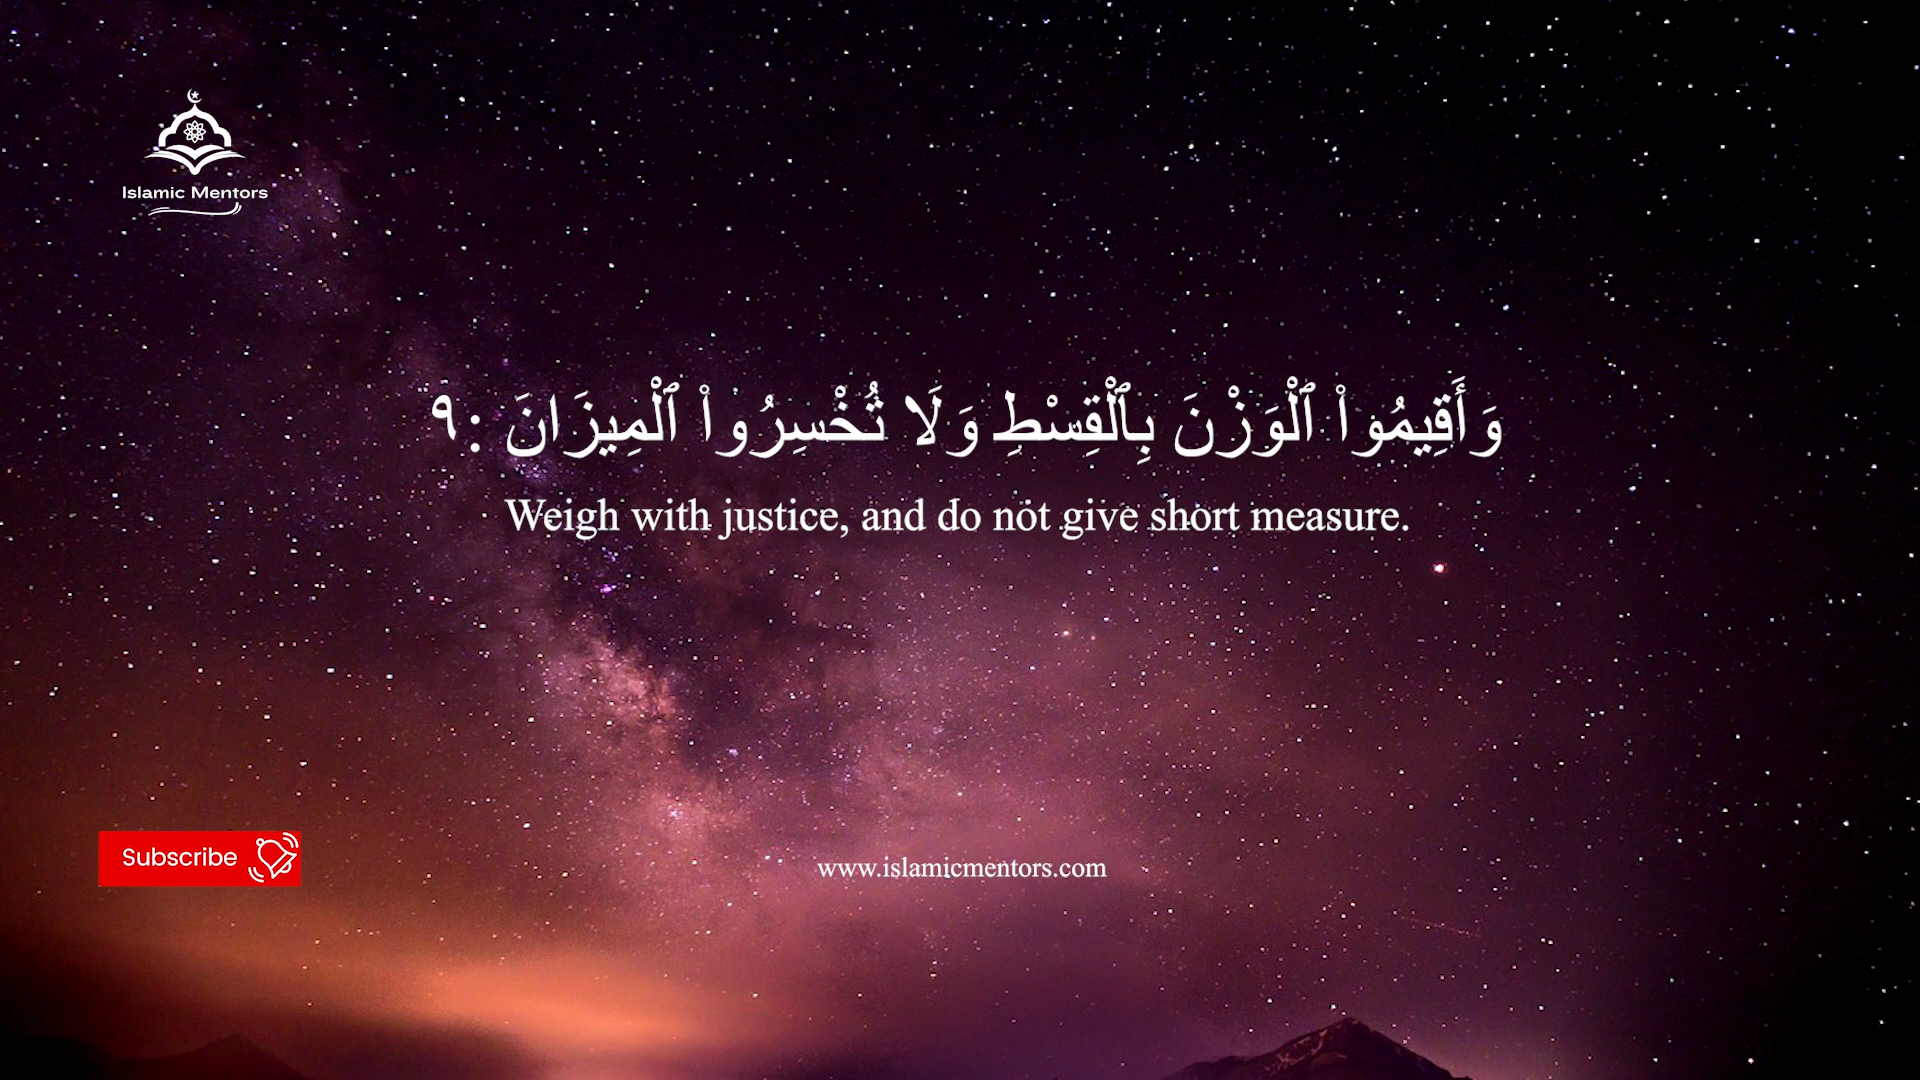 Islamic Mentors
وَأَقِيمُوا۟ ٱلْوَزْنَ بِٱلْقِسْطِ وَلَا تُخْسِرُوا۟ ٱلْمِيزَانَ :٩
Weigh with justice, and do not give short measure.
Subscribe
www.islamicmentors.com